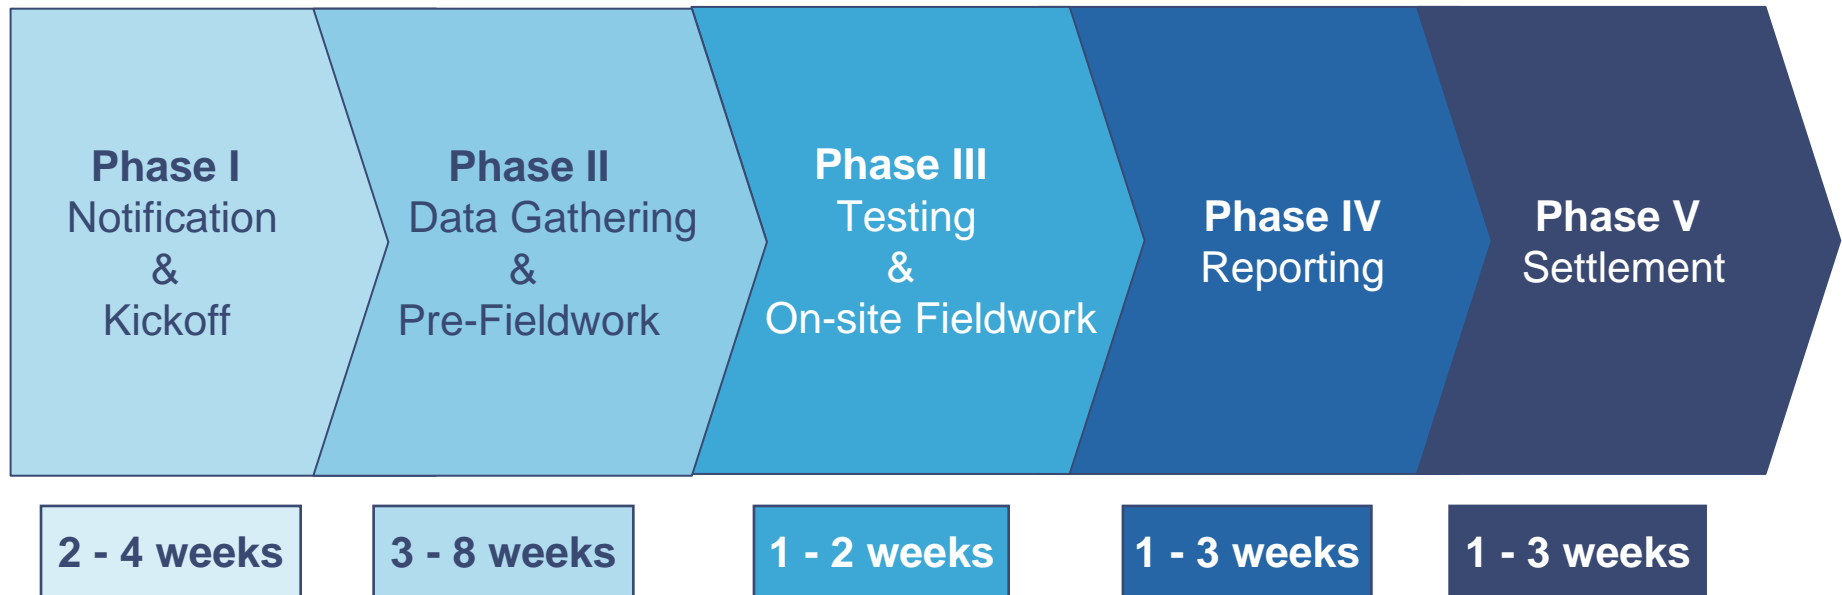 Phase I
Notification
&
Kickoff
Phase II
Data Gathering
&
Pre-Fieldwork
Phase III
Testing
&
On-site Fieldwork
Phase IV
Reporting
Phase V
Settlement
2 - 4 weeks
3 - 8 weeks
1 - 2 weeks
1 - 3 weeks
1 - 3 weeks